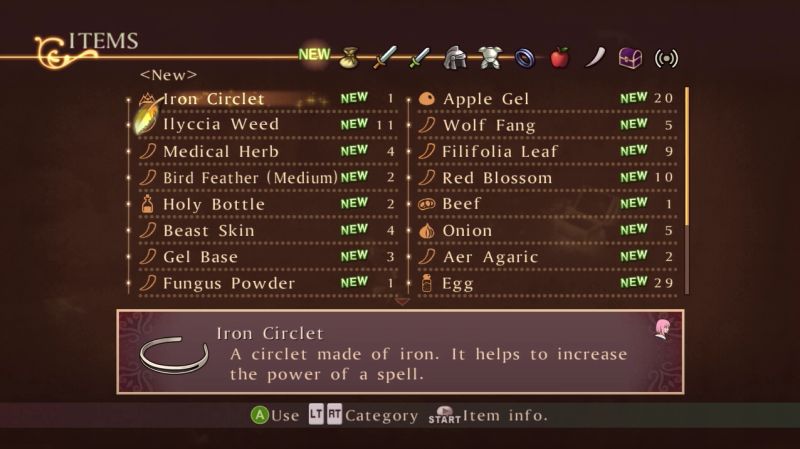 ITEMS
NEW
<New>
Iron Circlet NEW 1
Apple Gel NEW 20
Ilyccia Weed NEW 11
Wolf Fang NEW 5
Medical Herb NEW 4
Filifolia Leaf NEW 9
Bird Feather (Medium) NEW 2
Red Blossom NEW 10
Holy Bottle NEW 2
Beef NEW 1
Beast Skin NEW 4
Onion NEW 5
Gel Base NEW 3
Aer Agaric NEW 2
Fungus Powder NEW 1
Egg NEW 29
Iron Circlet
A circlet made of iron. It helps to increase
the power of a spell.
A Use LT RT Category START Item info.